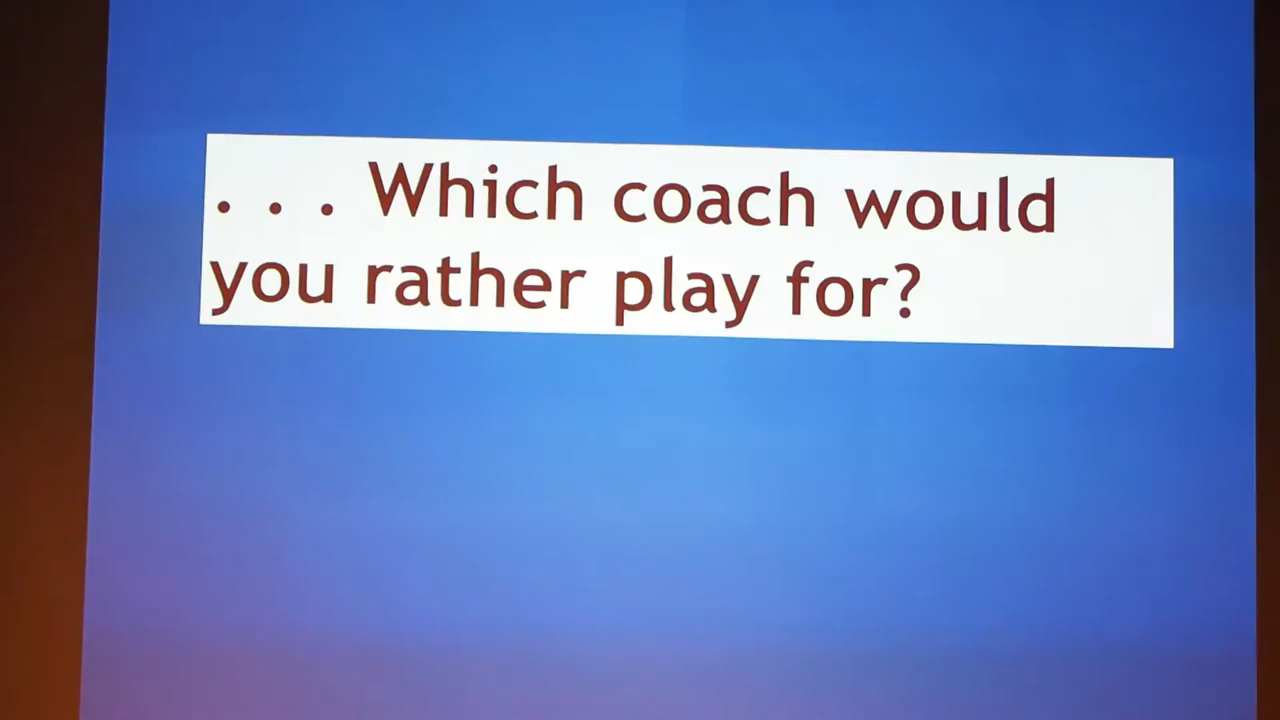 . . . Which coach would
you rather play for?